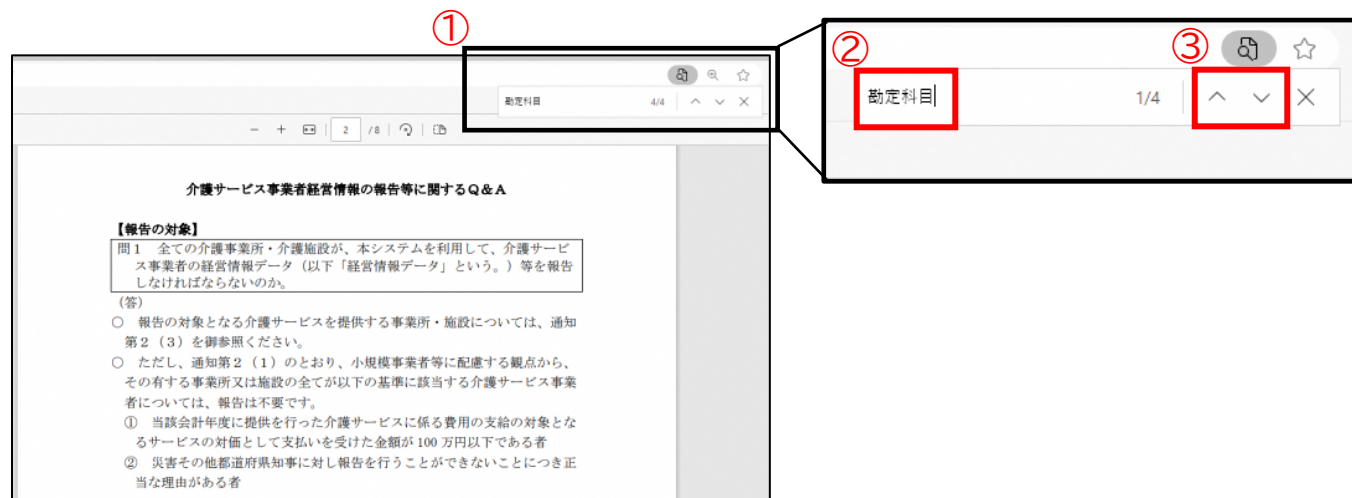 ①
勘定科目 4/4
2 /8
介護サービス事業者経営情報の報告等に関するQ&A
【報告の対象】
問1 全ての介護事業所・介護施設が、本システムを利用して、介護サービ
ス事業者の経営情報データ（以下「経営情報データ」という。）等を報告
しなければならないのか。
（答）
○ 報告の対象となる介護サービスを提供する事業所・施設については、通知
第2（3）を御参照ください。
○ ただし、通知第2（1）のとおり、小規模事業者等に配慮する観点から、
その有する事業所又は施設の全てが以下の基準に該当する介護サービス事業
者については、報告は不要です。
① 当該会計年度に提供を行った介護サービスに係る費用の支給の対象とな
るサービスの対価として支払いを受けた金額が100万円以下である者
② 災害その他都道府県知事に対し報告を行うことができないことにつき正
当な理由がある者
② ③
勘定科目 1/4